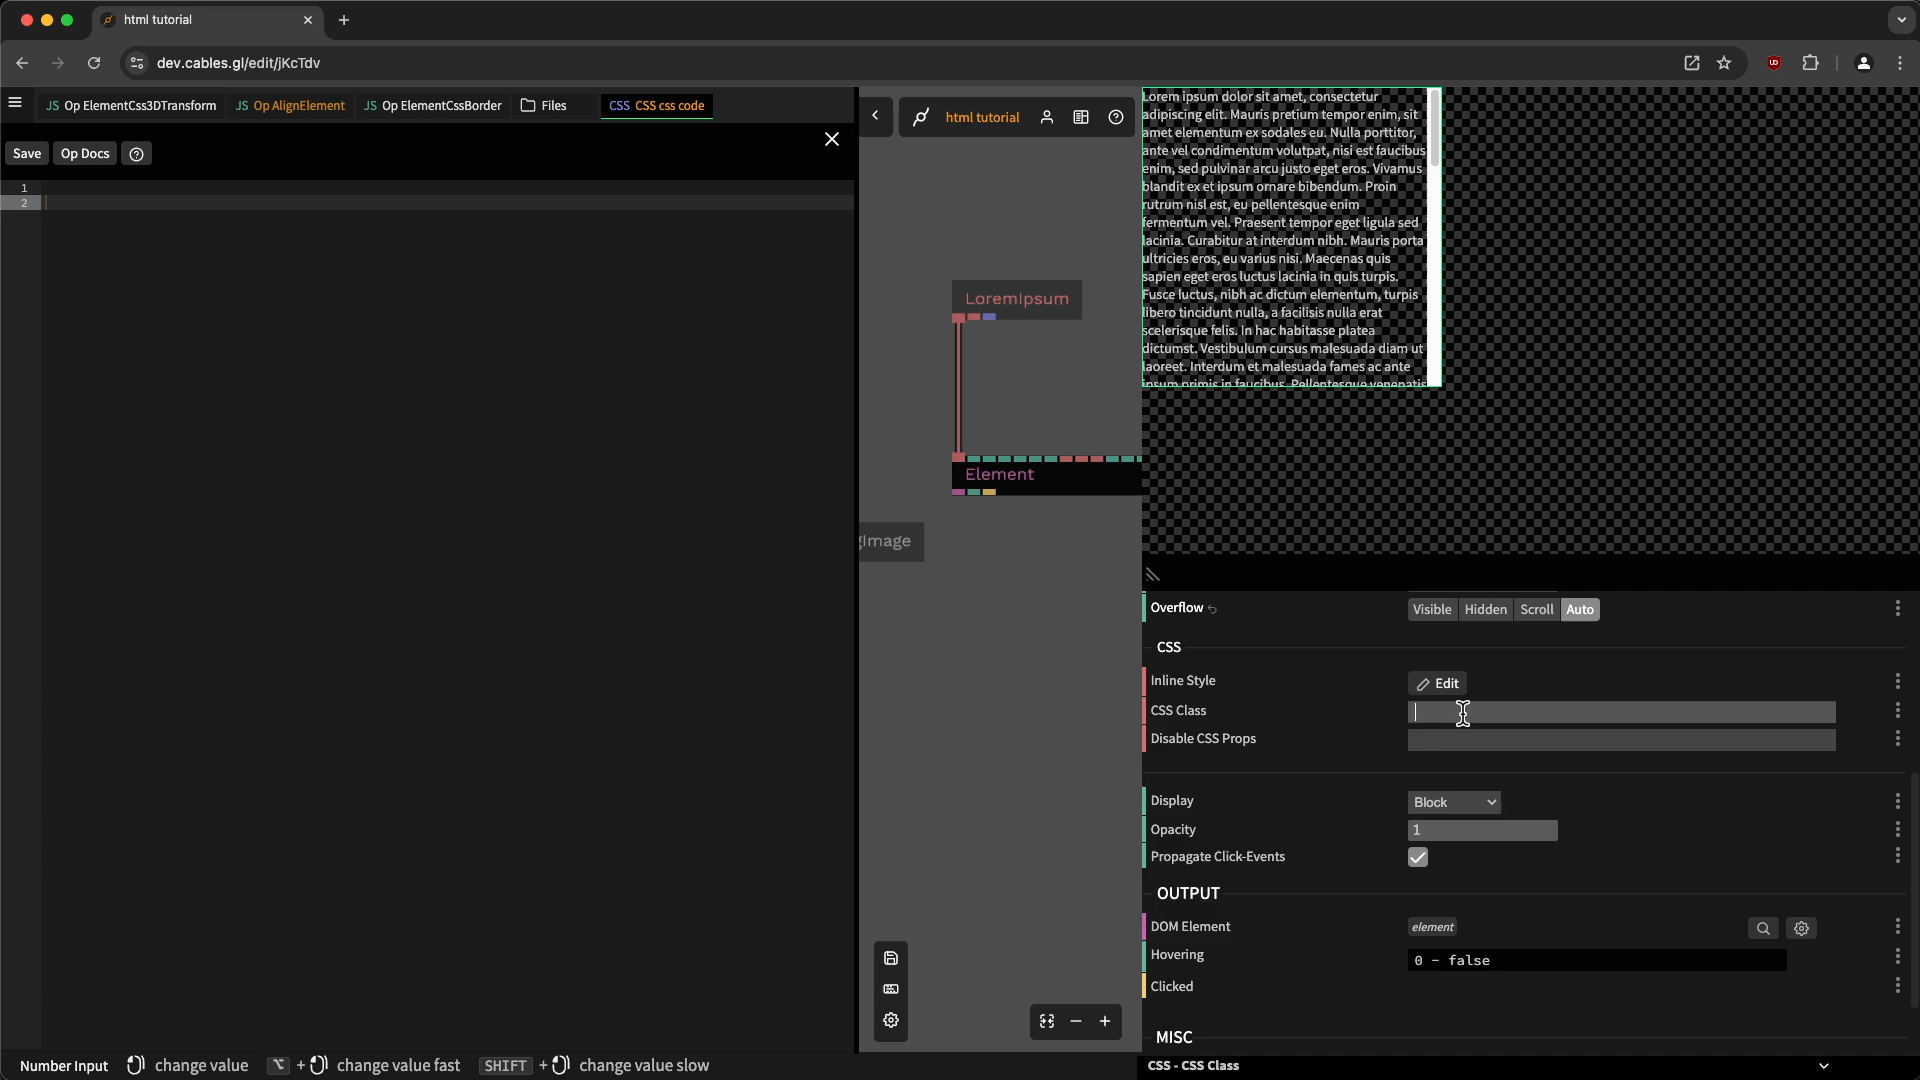 html tutorial
dev.cables.gl/edit/jKcTdv
JS Op ElementCss3DTransform
JS Op AlignElement
JS Op ElementCssBorder
Files
CSS CSS css code
Save
Op Docs
1
2
html tutorial
LoremIpsum
Element
gImage
Lorem ipsum dolor sit amet, consectetur
adipiscing elit. Mauris pretium tempor enim, sit
amet elementum ex sodales eu. Nulla porttitor,
ante vel condimentum volutpat, nisi est faucibus
enim, sed pulvinar arcu justo eget eros. Vivamus
blandit ex et ipsum ornare bibendum. Proin
rutrum nisl est, eu pellentesque enim
fermentum vel. Praesent tempor eget ligula sed
lacinia. Curabitur at interdum nibh. Mauris porta
ultricies eros, eu varius nisi. Maecenas quis
sapien eget eros luctus lacinia in quis turpis.
Fusce luctus, nibh ac dictum elementum, turpis
libero tincidunt nulla, a facilisis nulla erat
scelerisque felis. In hac habitasse platea
dictumst. Vestibulum cursus malesuada diam ut
laoreet. Interdum et malesuada fames ac ante
ipsum primis in faucibus. Pellentesque venenatis
Overflow
Visible Hidden Scroll Auto
CSS
Inline Style
Edit
CSS Class
Disable CSS Props
Display
Block
Opacity
1
Propagate Click-Events
OUTPUT
DOM Element
element
Hovering
0 - false
Clicked
MISC
Number Input change value + change value fast SHIFT + change value slow
CSS - CSS Class